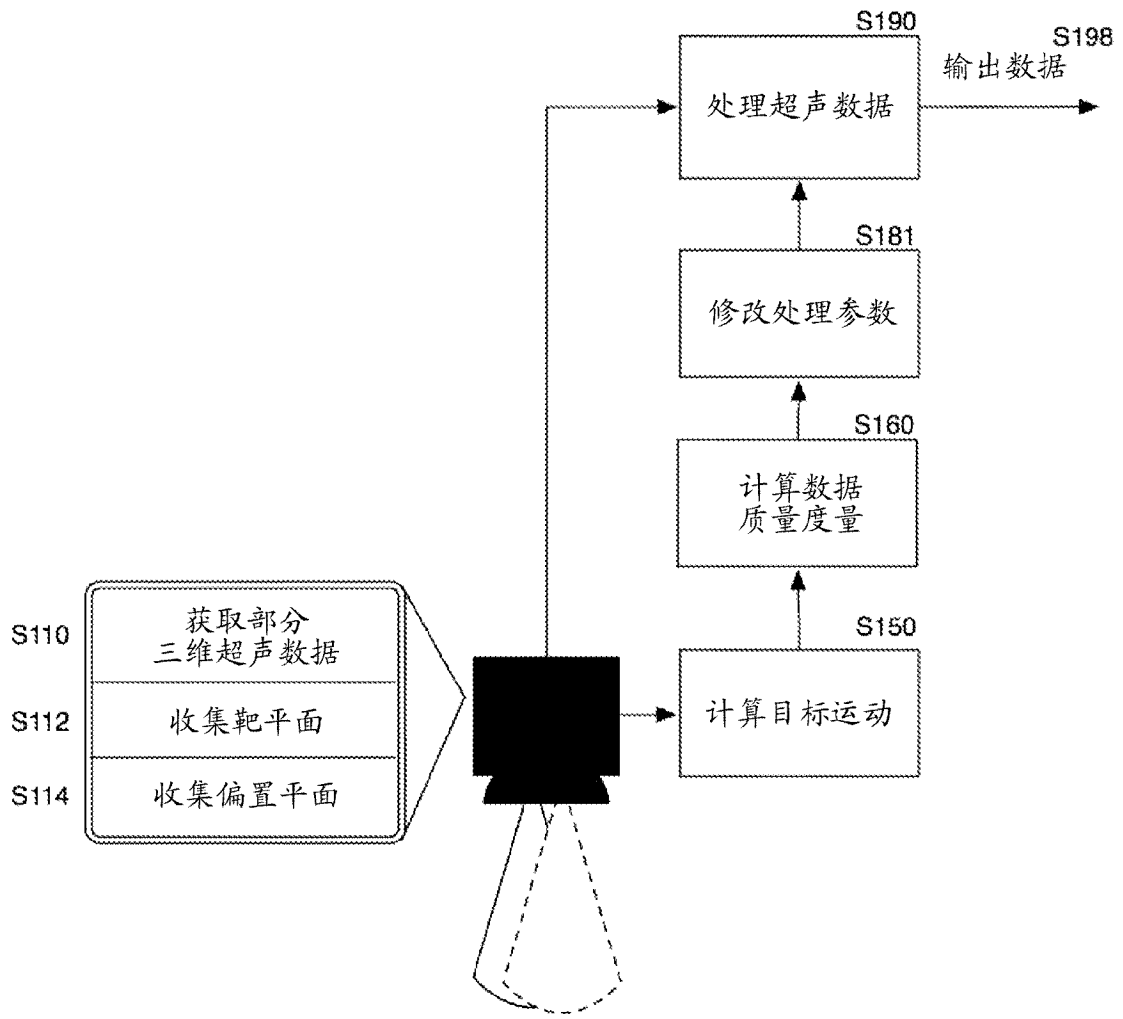 S190
处理超声数据
S198
输出数据
S181
修改处理参数
S160
计算数据
质量度量
S150
计算目标运动
S110
获取部分
三维超声数据
S112
收集靶平面
S114
收集偏置平面